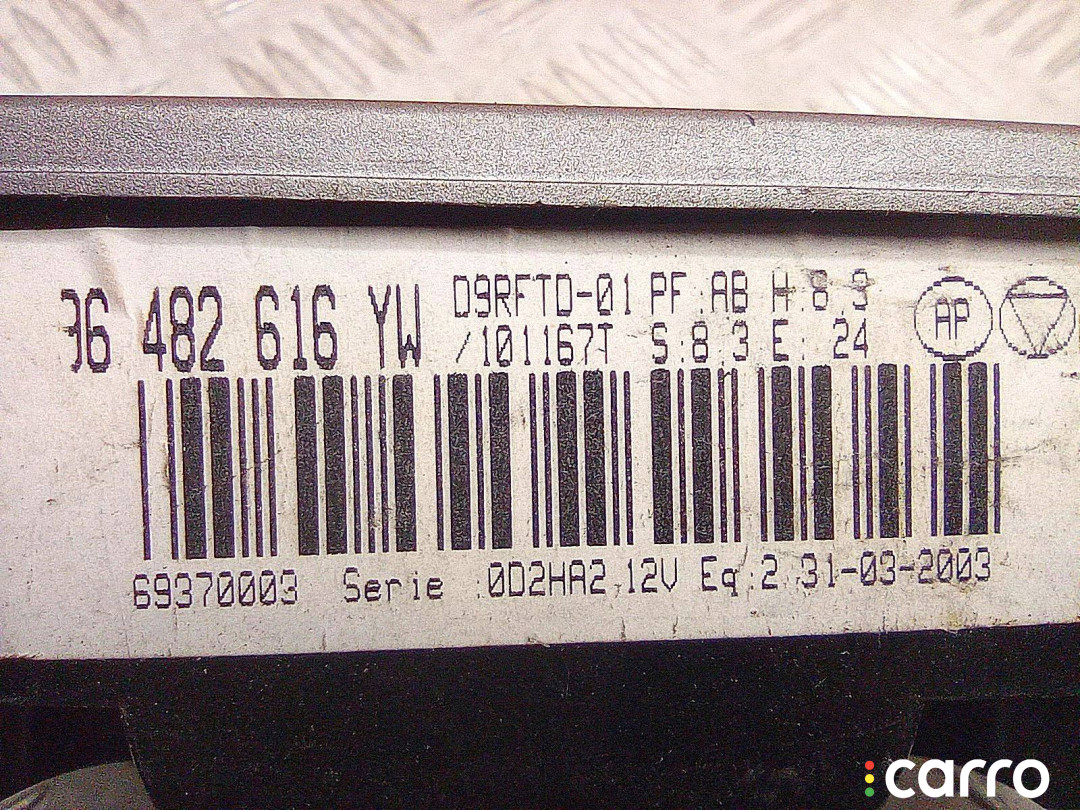 96 482 616 YW D9RFTD-01 PF:AB H:8.9
/101167T S:8.3 E: 24
AP
69370003 Serie :0D2HA2 12V Eq:2 31-03-2003
carro